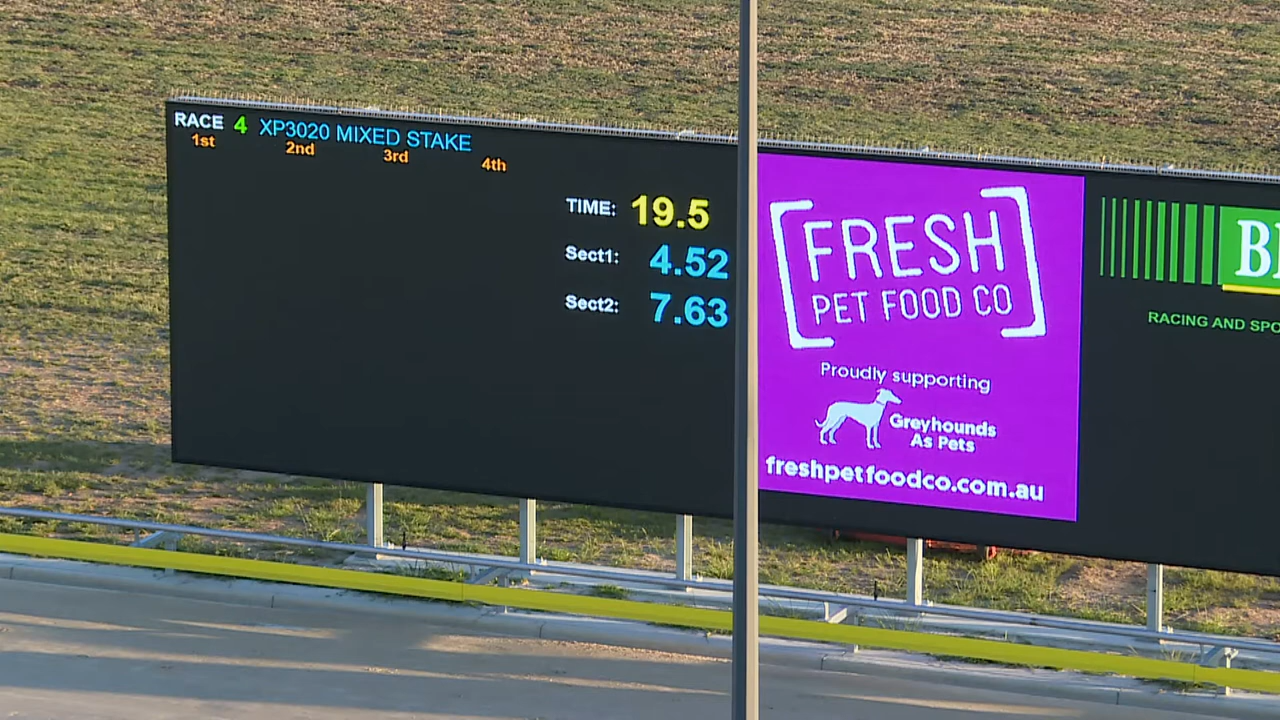 RACE 4 XP3020 MIXED STAKE
1st 2nd 3rd 4th
TIME: 19.5
Sect1: 4.52
Sect2: 7.63
FRESH
PET FOOD CO
Proudly supporting
Greyhounds
As Pets
freshpetfoodco.com.au
RACING AND